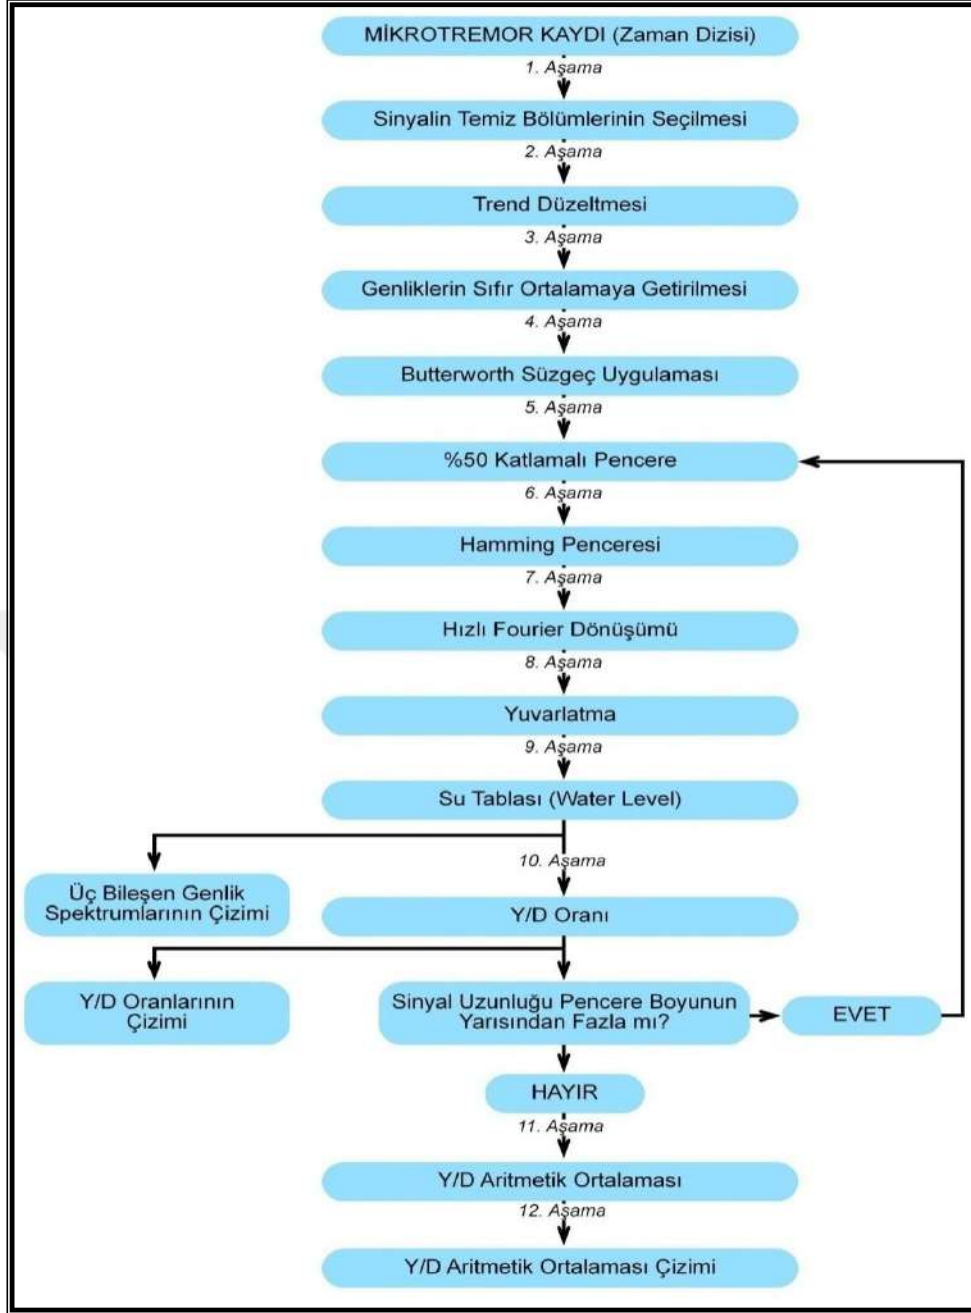 MİKROTREMOR KAYDI (Zaman Dizisi)
1. Aşama
Sinyalin Temiz Bölümlerinin Seçilmesi
2. Aşama
Trend Düzeltmesi
3. Aşama
Genliklerin Sıfır Ortalamaya Getirilmesi
4. Aşama
Butterworth Süzgeç Uygulaması
5. Aşama
%50 Katlamalı Pencere
6. Aşama
Hamming Penceresi
7. Aşama
Hızlı Fourier Dönüşümü
8. Aşama
Yuvarlatma
9. Aşama
Su Tablası (Water Level)
10. Aşama
Üç Bileşen Genlik
Spektrumlarının Çizimi
Y/D Oranı
Y/D Oranlarının
Çizimi
Sinyal Uzunluğu Pencere Boyunun
Yarısından Fazla mı?
EVET
HAYIR
11. Aşama
Y/D Aritmetik Ortalaması
12. Aşama
Y/D Aritmetik Ortalaması Çizimi